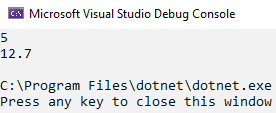 Microsoft Visual Studio Debug Console
5
12.7
C:\Program Files\dotnet\dotnet.exe
Press any key to close this window